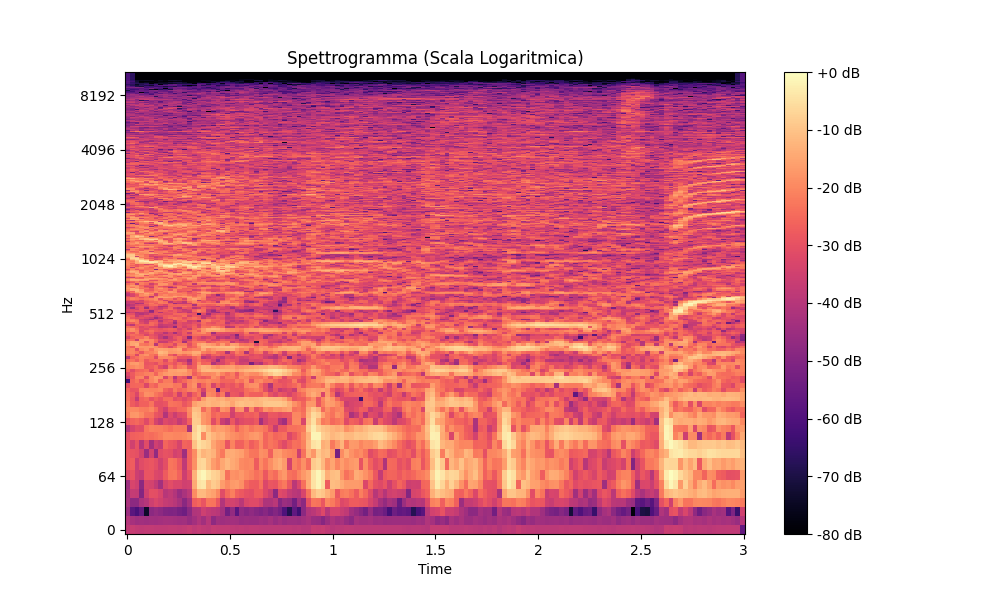 Spettrogramma (Scala Logaritmica)
Hz
8192
4096
2048
1024
512
256
128
64
0
0 0.5 1 1.5 2 2.5 3
Time
+0 dB
-10 dB
-20 dB
-30 dB
-40 dB
-50 dB
-60 dB
-70 dB
-80 dB